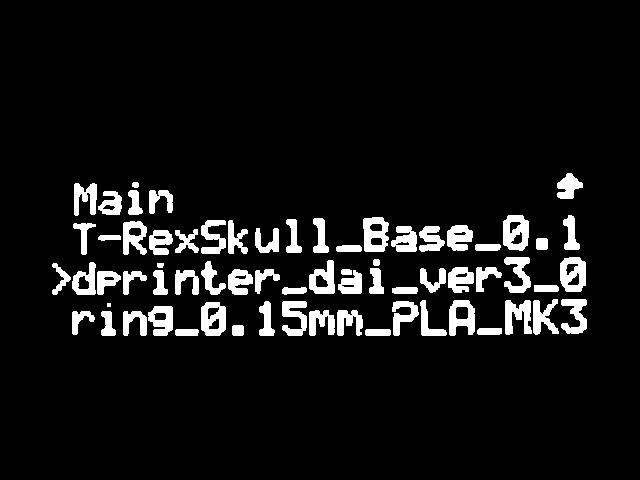 Main
T-RexSkull_Base_0.1
>dprinter_dai_ver3_0
ring_0.15mm_PLA_MK3